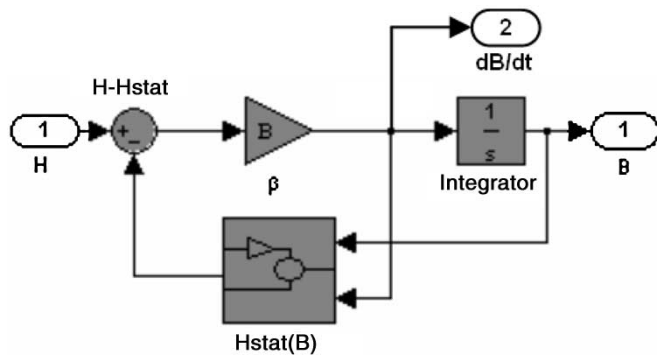 2
dB/dt
H-Hstat
1
H
+
−
B
β
1
s
Integrator
1
B
Hstat(B)